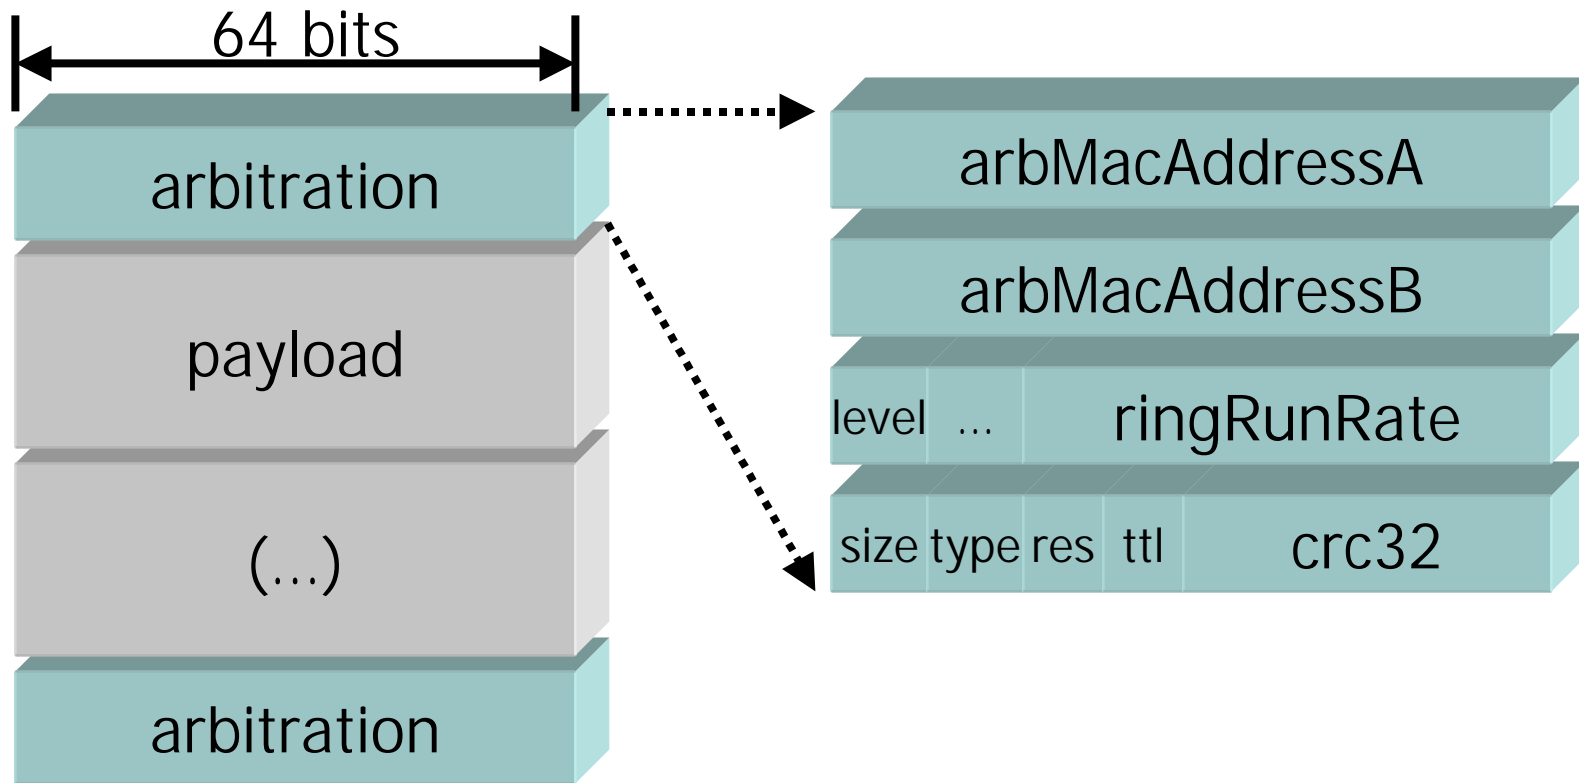 64 bits
arbitration
payload
(...)
arbitration
arbMacAddressA
arbMacAddressB
level ... ringRunRate
size type res ttl crc32